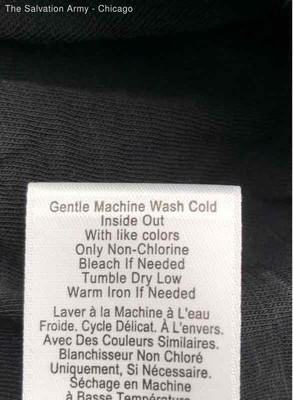 The Salvation Army - Chicago
Gentle Machine Wash Cold
Inside Out
With like colors
Only Non-Chlorine
Bleach If Needed
Tumble Dry Low
Warm Iron If Needed
Laver à la Machine à L'eau
Froide. Cycle Délicat. À L'envers.
Avec Des Couleurs Similaires.
Blanchisseur Non Chloré
Uniquement, Si Nécessaire.
Séchage en Machine
à Basse Température